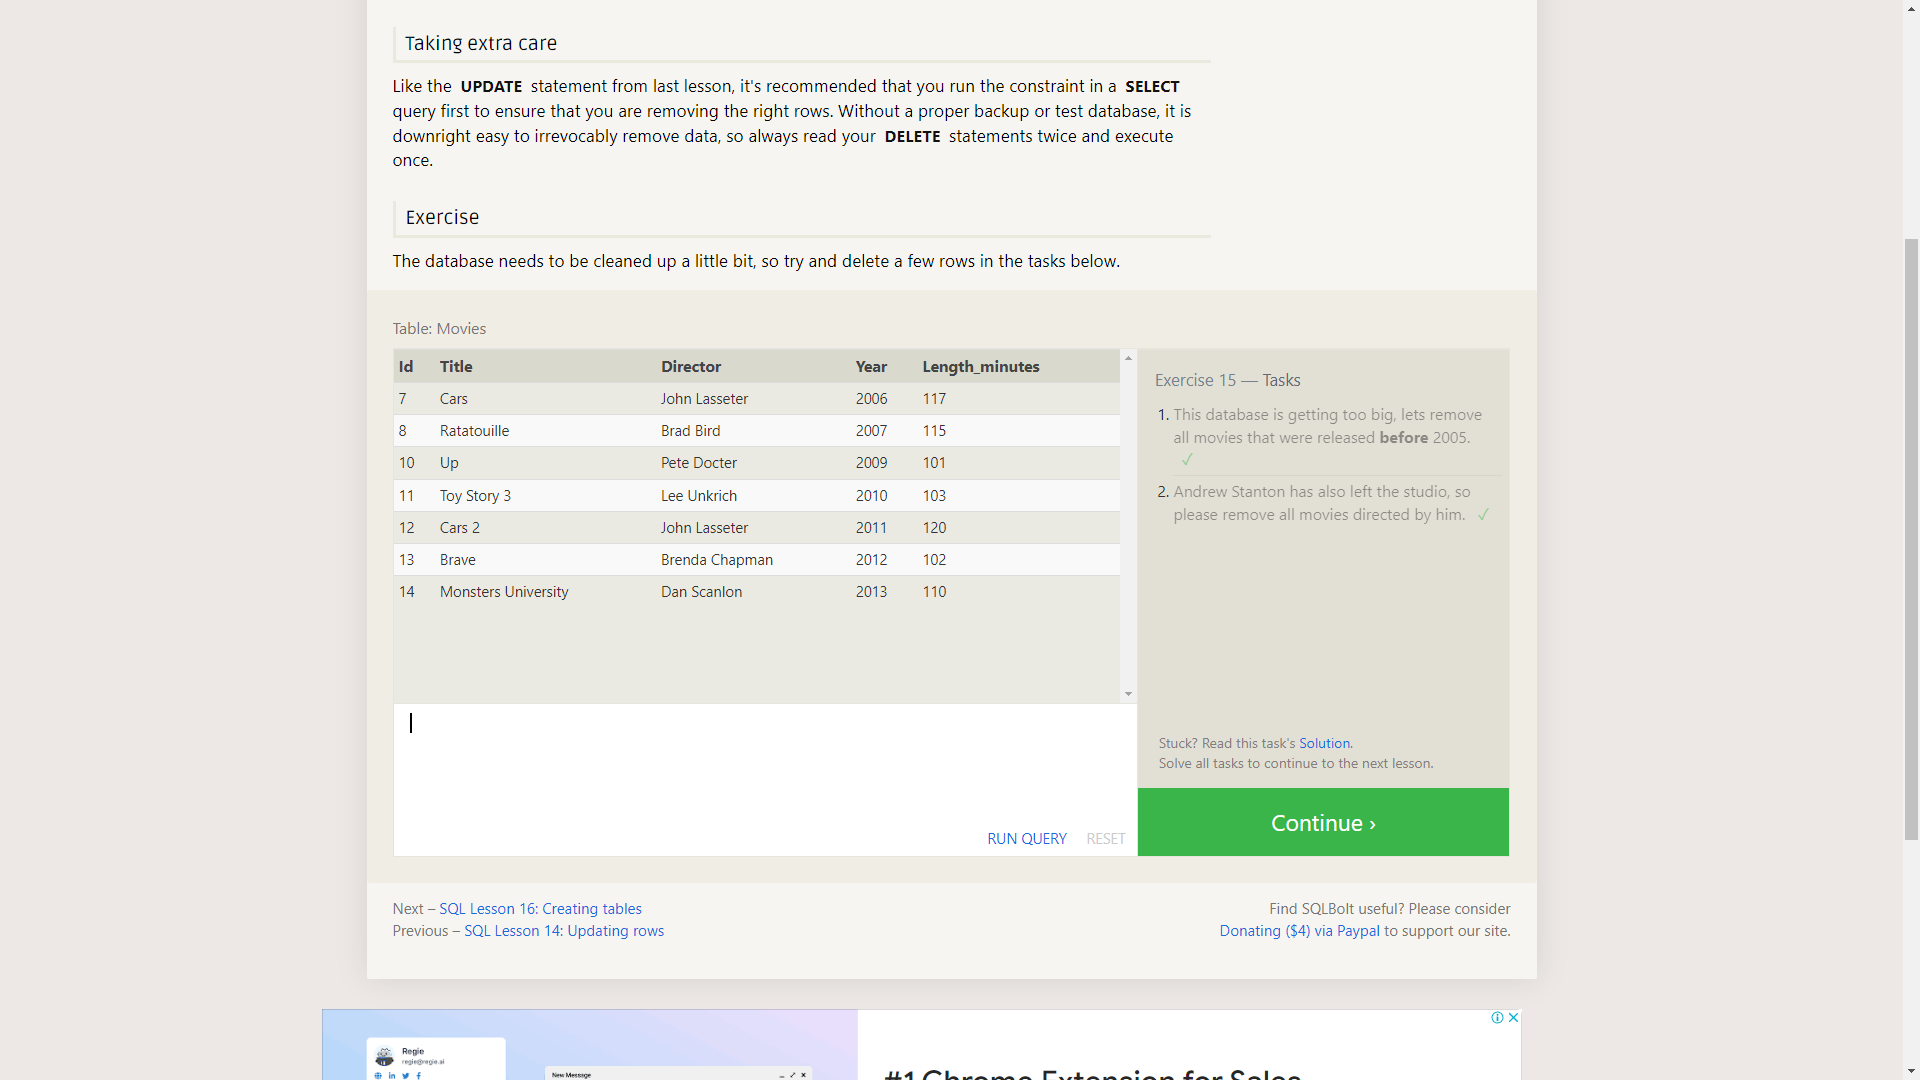 Taking extra care
Like the UPDATE statement from last lesson, it's recommended that you run the constraint in a SELECT
query first to ensure that you are removing the right rows. Without a proper backup or test database, it is
downright easy to irrevocably remove data, so always read your DELETE statements twice and execute
once.
Exercise
The database needs to be cleaned up a little bit, so try and delete a few rows in the tasks below.
Table: Movies
Id Title Director Year Length_minutes
7 Cars John Lasseter 2006 117
8 Ratatouille Brad Bird 2007 115
10 Up Pete Docter 2009 101
11 Toy Story 3 Lee Unkrich 2010 103
12 Cars 2 John Lasseter 2011 120
13 Brave Brenda Chapman 2012 102
14 Monsters University Dan Scanlon 2013 110
RUN QUERY RESET
Exercise 15 — Tasks
1. This database is getting too big, lets remove
all movies that were released before 2005.
✓
2. Andrew Stanton has also left the studio, so
please remove all movies directed by him. ✓
Stuck? Read this task's Solution.
Solve all tasks to continue to the next lesson.
Continue ›
Next – SQL Lesson 16: Creating tables
Previous – SQL Lesson 14: Updating rows
Find SQLBolt useful? Please consider
Donating ($4) via Paypal to support our site.
Regie
regie@regie.ai
New Message
#1 Chrome Extension for Sales